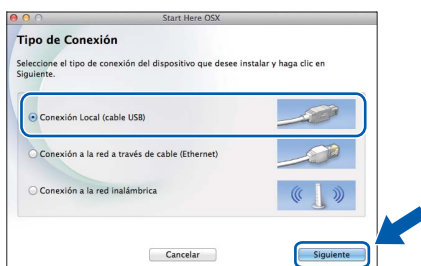 Start Here OSX
Tipo de Conexión
Seleccione el tipo de conexión del dispositivo que desee instalar y haga clic en
Siguiente.
Conexión Local (cable USB)
Conexión a la red a través de cable (Ethernet)
Conexión a la red inalámbrica
Cancelar
Siguiente